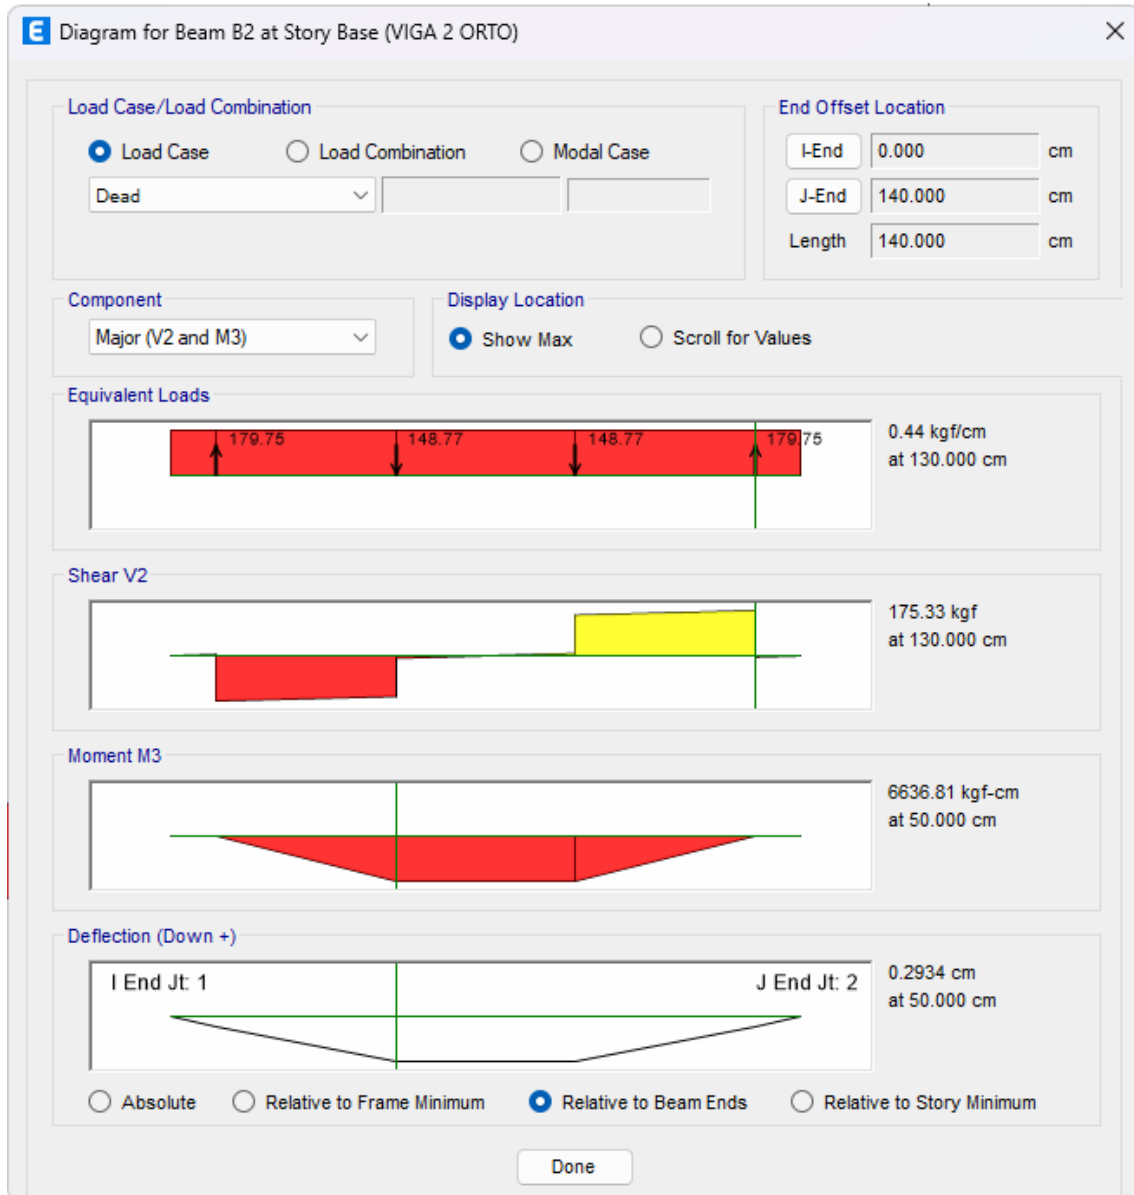 E Diagram for Beam B2 at Story Base (VIGA 2 ORTO)
Load Case/Load Combination
Load Case Load Combination Modal Case
Dead
End Offset Location
I-End 0.000 cm
J-End 140.000 cm
Length 140.000 cm
Component
Major (V2 and M3)
Display Location
Show Max Scroll for Values
Equivalent Loads
179.75 148.77 148.77 179.75
0.44 kgf/cm
at 130.000 cm
Shear V2
175.33 kgf
at 130.000 cm
Moment M3
6636.81 kgf-cm
at 50.000 cm
Deflection (Down +)
I End Jt: 1 J End Jt: 2
0.2934 cm
at 50.000 cm
Absolute Relative to Frame Minimum Relative to Beam Ends Relative to Story Minimum
Done